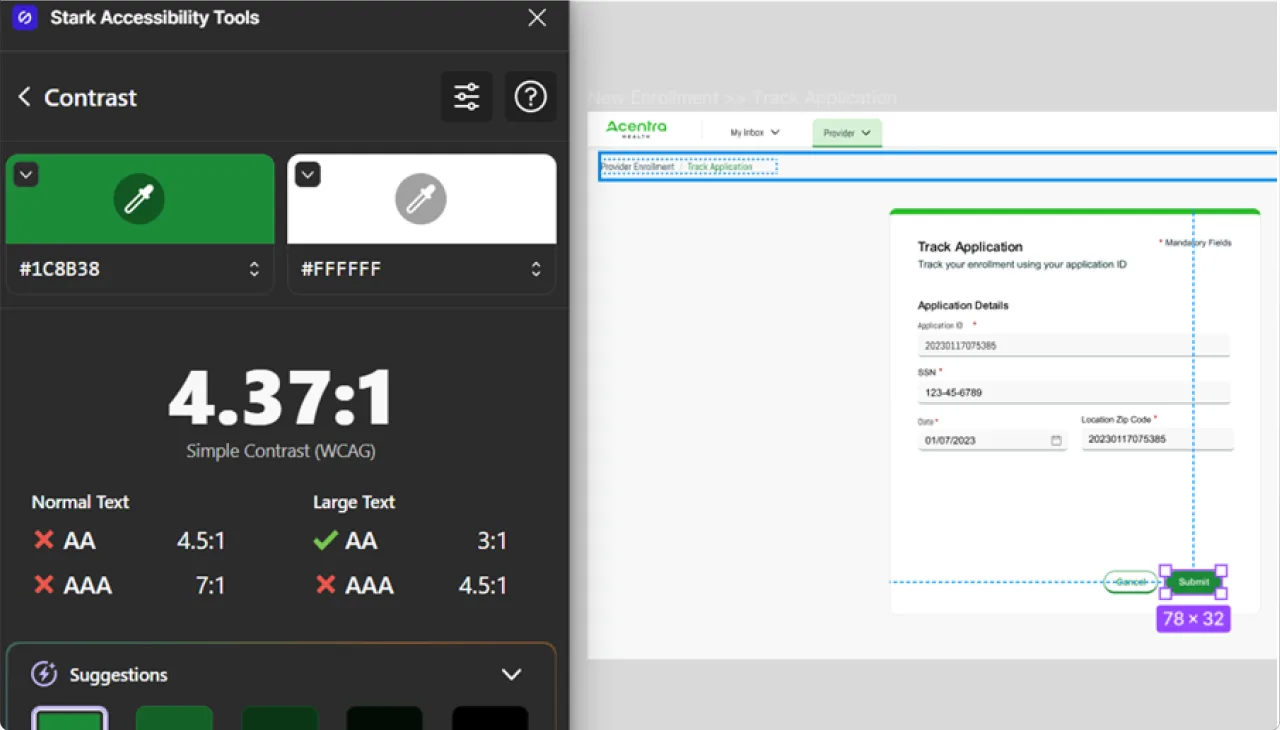 Stark Accessibility Tools
Contrast
#1C8B38
#FFFFFF
4.37:1
Simple Contrast (WCAG)
Normal Text
Large Text
AA 4.5:1
AA 3:1
AAA 7:1
AAA 4.5:1
Suggestions
New Enrollment >> Track Application
Acentra
HEALTH
My Inbox
Provider
Provider Enrollment / Track Application
Track Application
* Mandatory Fields
Track your enrollment using your application ID
Application Details
Application ID *
20230117075385
SSN *
123-45-6789
Date *
Location Zip Code *
01/07/2023
20230117075385
Cancel
Submit
78 × 32